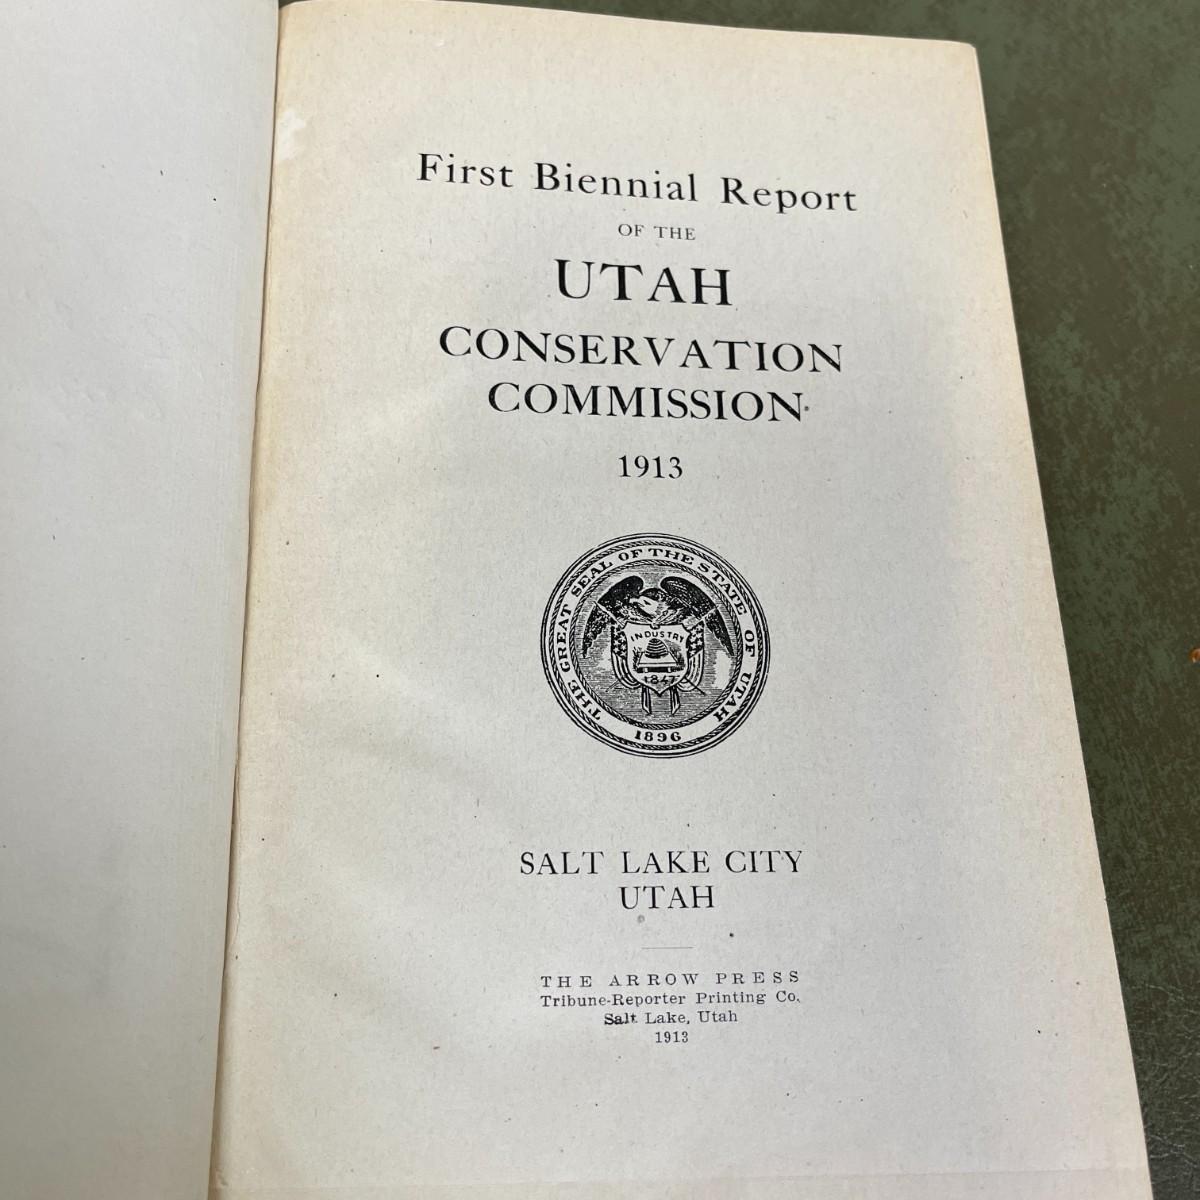 First Biennial Report
OF THE
UTAH
CONSERVATION
COMMISSION
1913
THE GREAT SEAL OF THE STATE OF UTAH
INDUSTRY
1847
1896
SALT LAKE CITY
UTAH
THE ARROW PRESS
Tribune-Reporter Printing Co.
Salt Lake, Utah
1913